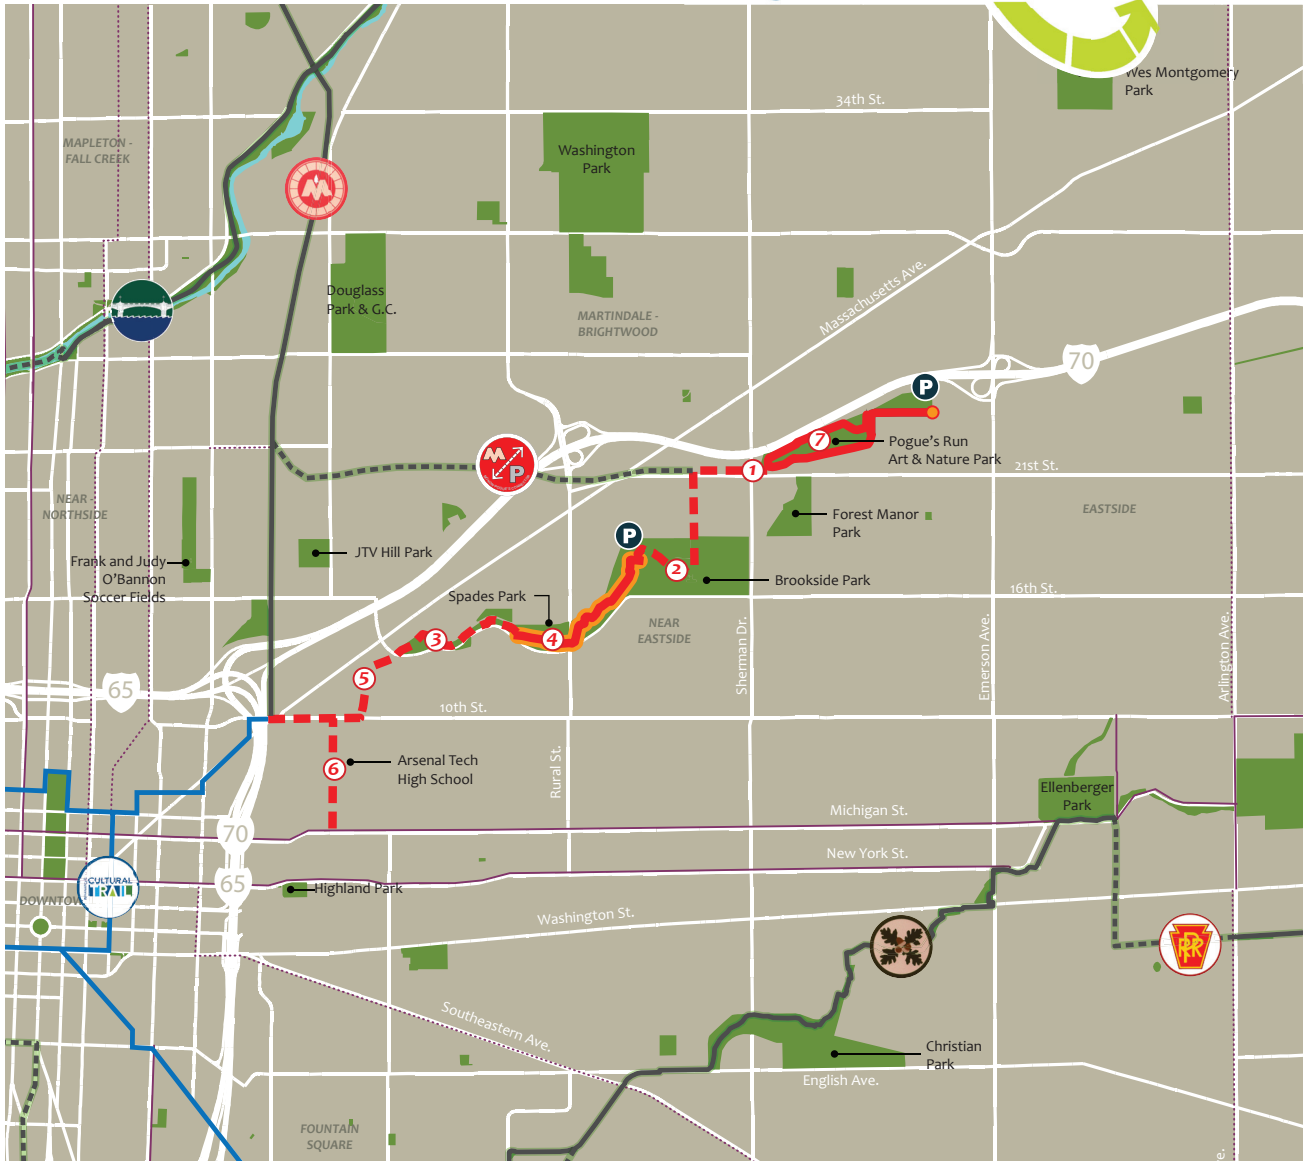 Wes Montgomery
Park
34th St.
MAPLETON -
FALL CREEK
Washington
Park
M
Massachusetts Ave.
Douglass
Park & G.C.
MARTINDALE -
BRIGHTWOOD
70
P
7
Pogue's Run
Art & Nature Park
M
P
1
21st St.
NEAR -
NORTHSIDE
Forest Manor
Park
EASTSIDE
P
JTV Hill Park
Frank and Judy
O'Bannon
Soccer Fields
2
Brookside Park
16th St.
Spades Park
NEAR
EASTSIDE
3
4
Sherman Dr.
Emerson Ave.
Arlington Ave.
5
65
10th St.
6
Arsenal Tech
High School
Rural St.
Ellenberger
Park
Michigan St.
70
New York St.
65
CULTURAL
TRAIL
Highland Park
DOWNTOW
Washington St.
PRR
Southeastern Ave.
Christian
Park
English Ave.
FOUNTAIN
SQUARE
e.